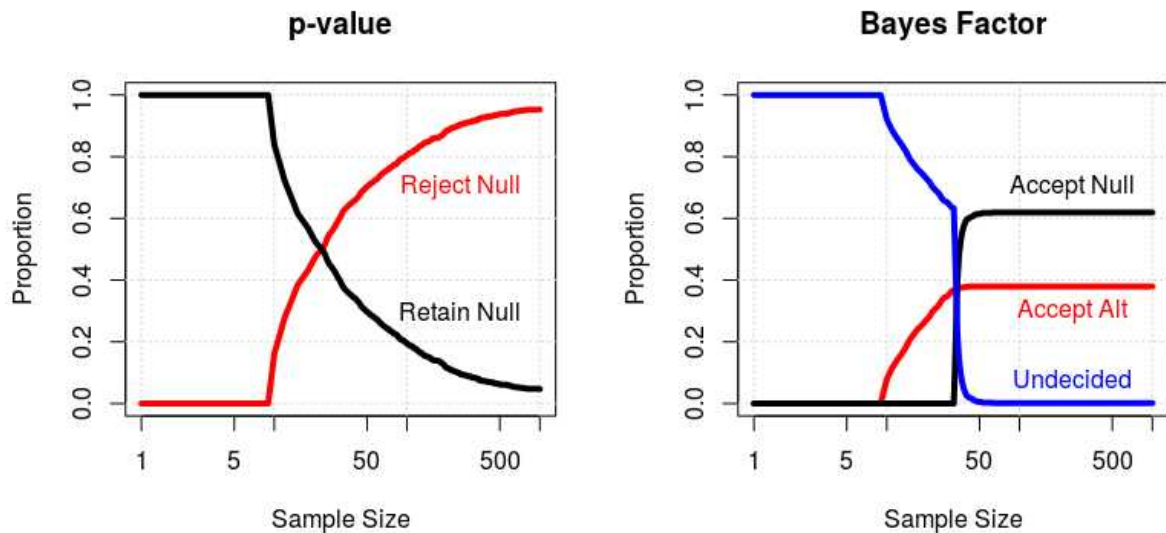 p-value
Proportion
0.0 0.2 0.4 0.6 0.8 1.0
Reject Null
Retain Null
1 5 50 500
Sample Size
Bayes Factor
Proportion
0.0 0.2 0.4 0.6 0.8 1.0
Accept Null
Accept Alt
Undecided
1 5 50 500
Sample Size